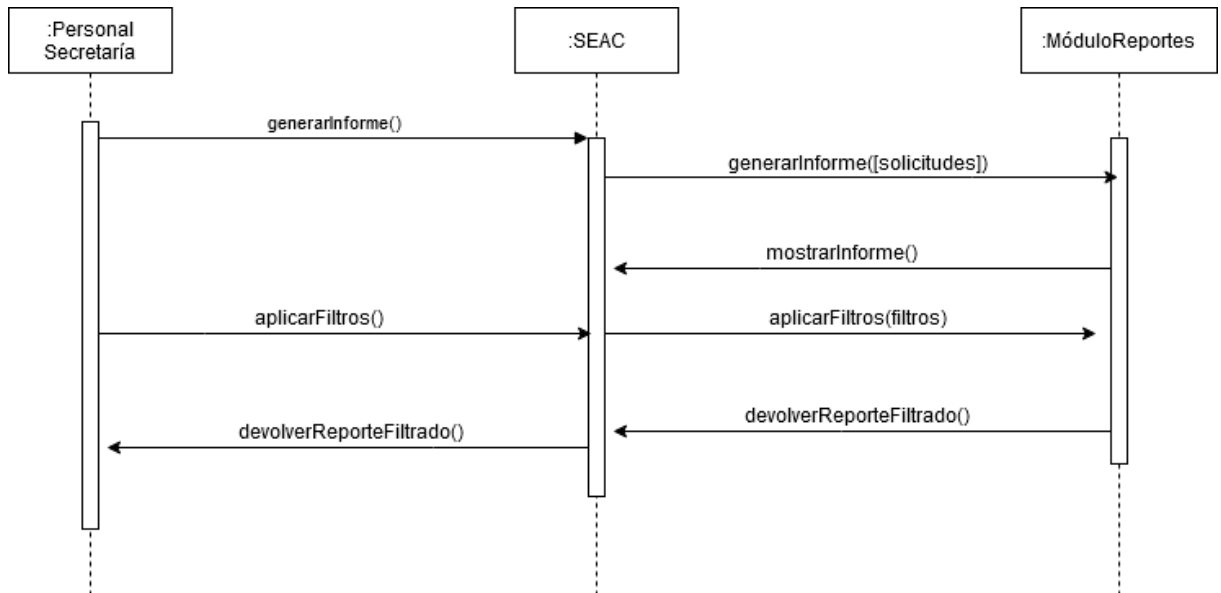 :Personal
Secretaría
:SEAC
:MóduloReportes
generarInforme()
generarInforme([solicitudes])
mostrarInforme()
aplicarFiltros()
aplicarFiltros(filtros)
devolverReporteFiltrado()
devolverReporteFiltrado()